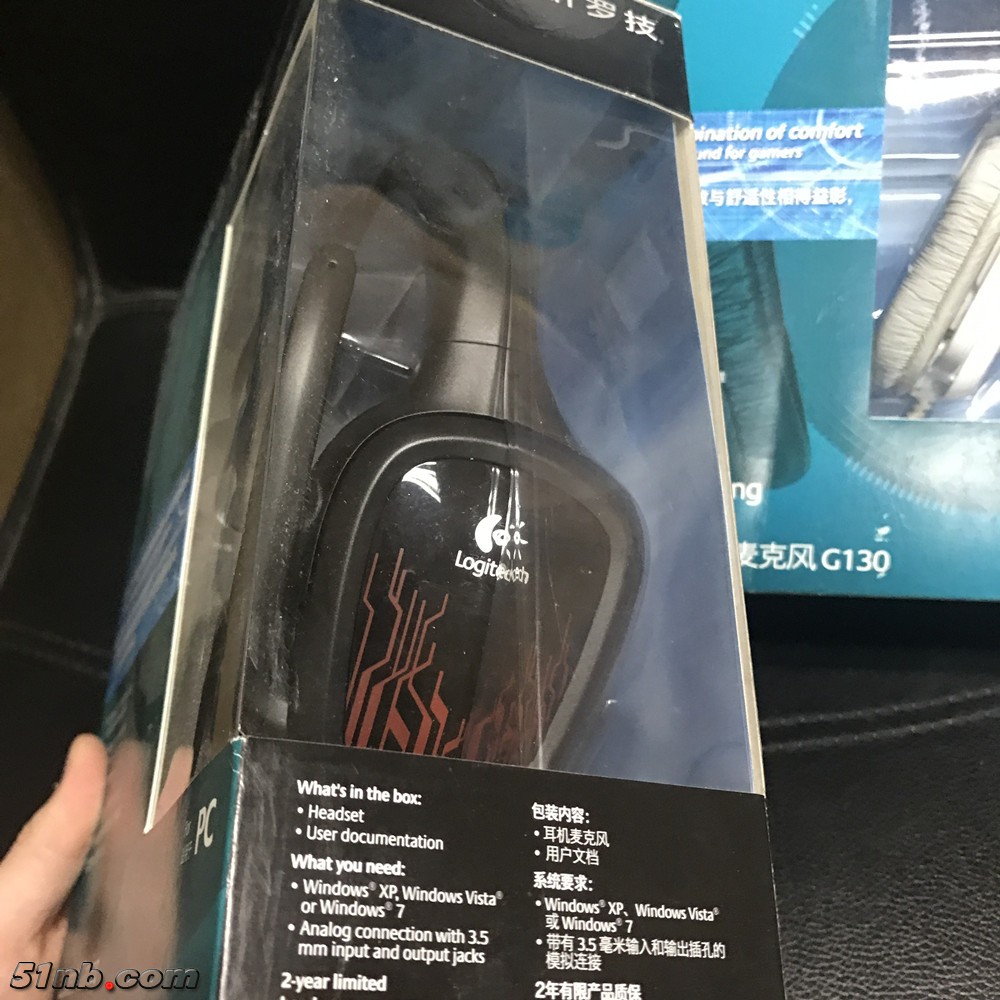 罗技
bination of comfort
und for gamers
与舒适性相得益彰,
ng
麦克风 G130
Logitech
PC
What's in the box:
• Headset
• User documentation
What you need:
• Windows® XP, Windows Vista®
or Windows® 7
• Analog connection with 3.5
mm input and output jacks
2-year limited
包装内容:
• 耳机麦克风
• 用户文档
系统要求:
• Windows® XP、Windows Vista®
或 Windows® 7
• 带有 3.5 毫米输入和输出插孔的
模拟连接
2年有限产品质保
51nb.com